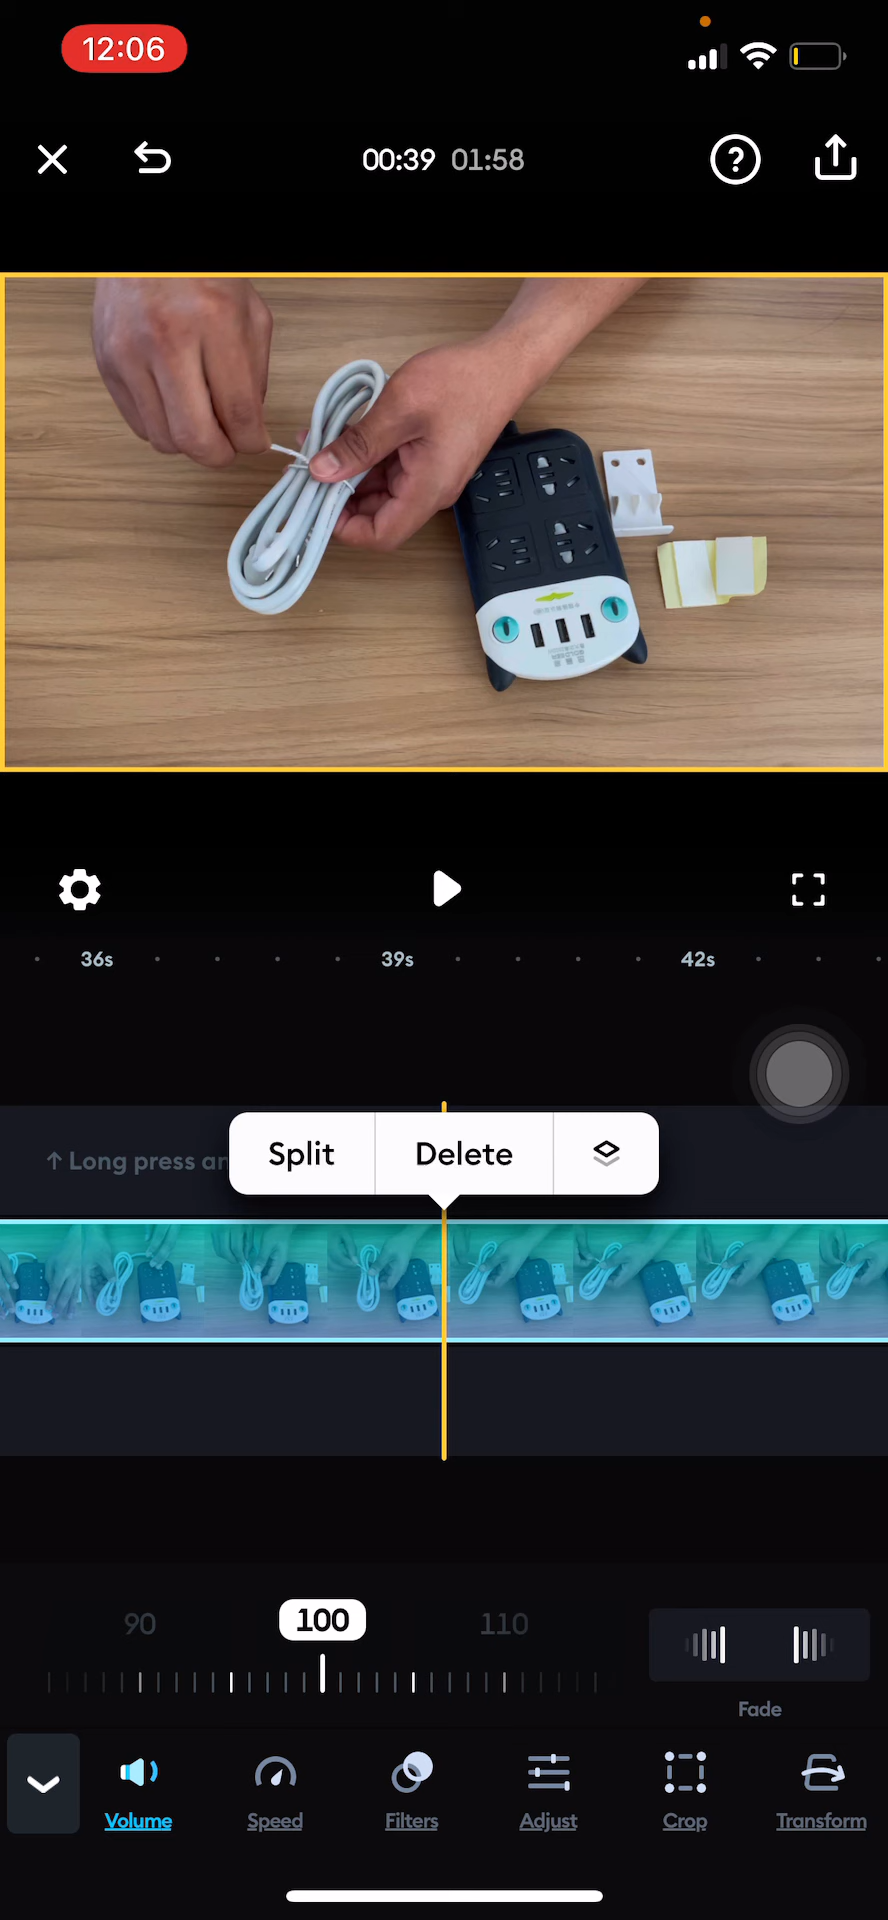 12:06
00:39 01:58
36s 39s 42s
Split Delete
Long press an
90 100 110
Fade
Volume Speed Filters Adjust Crop Transform